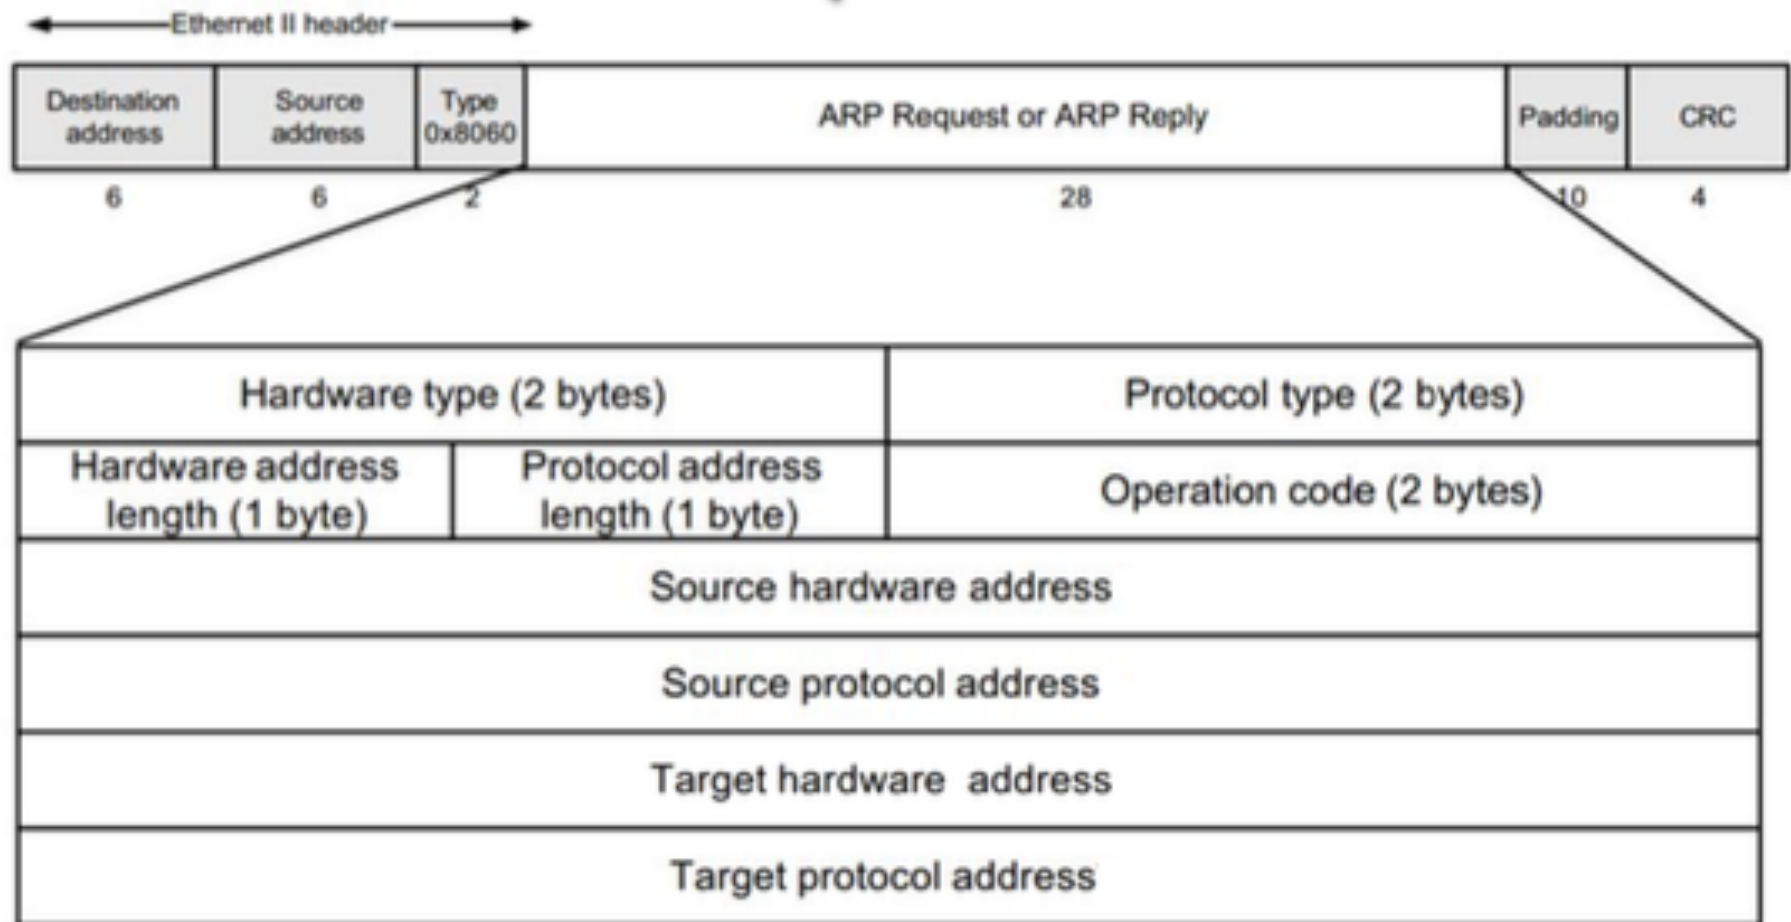 Ethernet II header
Destination
address
Source
address
Type
0x8060
ARP Request or ARP Reply
Padding
CRC
6
6
2
28
10
4
Hardware type (2 bytes)
Protocol type (2 bytes)
Hardware address
length (1 byte)
Protocol address
length (1 byte)
Operation code (2 bytes)
Source hardware address
Source protocol address
Target hardware address
Target protocol address